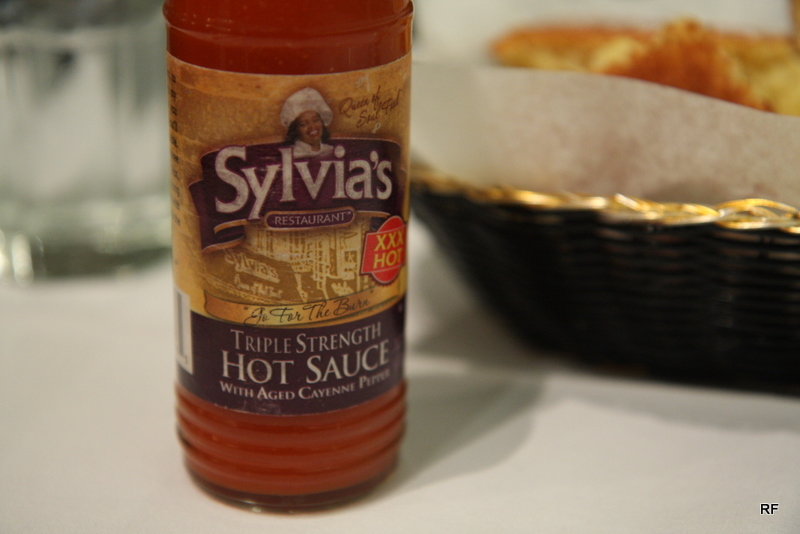 Queen of
Soul Food
Sylvia's
RESTAURANT
XXX
HOT
Sylvia's
"Go For The Burn"
TRIPLE STRENGTH
HOT SAUCE
WITH AGED CAYENNE PEPPER
RF